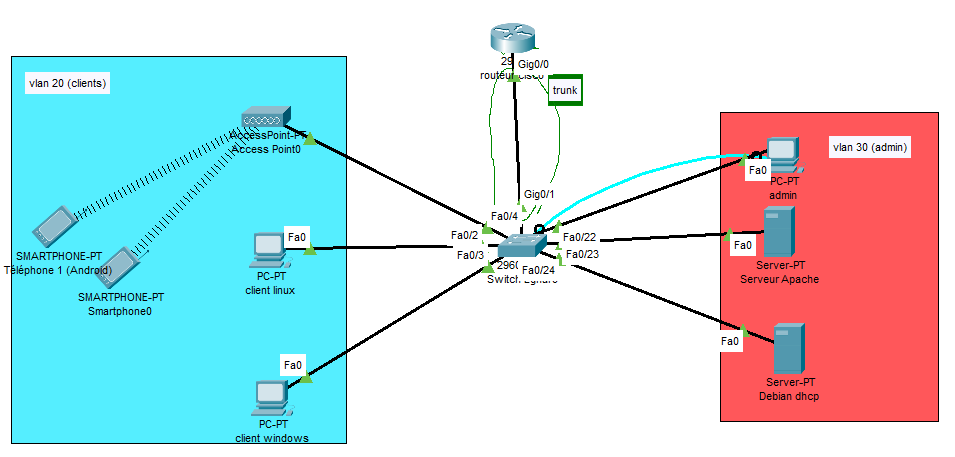 vlan 20 (clients)
AccessPoint-PT
Access Point0
SMARTPHONE-PT
Téléphone 1 (Android)
SMARTPHONE-PT
Smartphone0
Fa0
PC-PT
client linux
Fa0
PC-PT
client windows
29
Gig0/0
routeur cisco
trunk
Gig0/1
Fa0/4
Fa0/2
Fa0/3
Fa0/22
Fa0/23
Fa0/24
296
Switch
vlan 30 (admin)
Fa0
PC-PT
admin
Fa0
Server-PT
Serveur Apache
Fa0
Server-PT
Debian dhcp